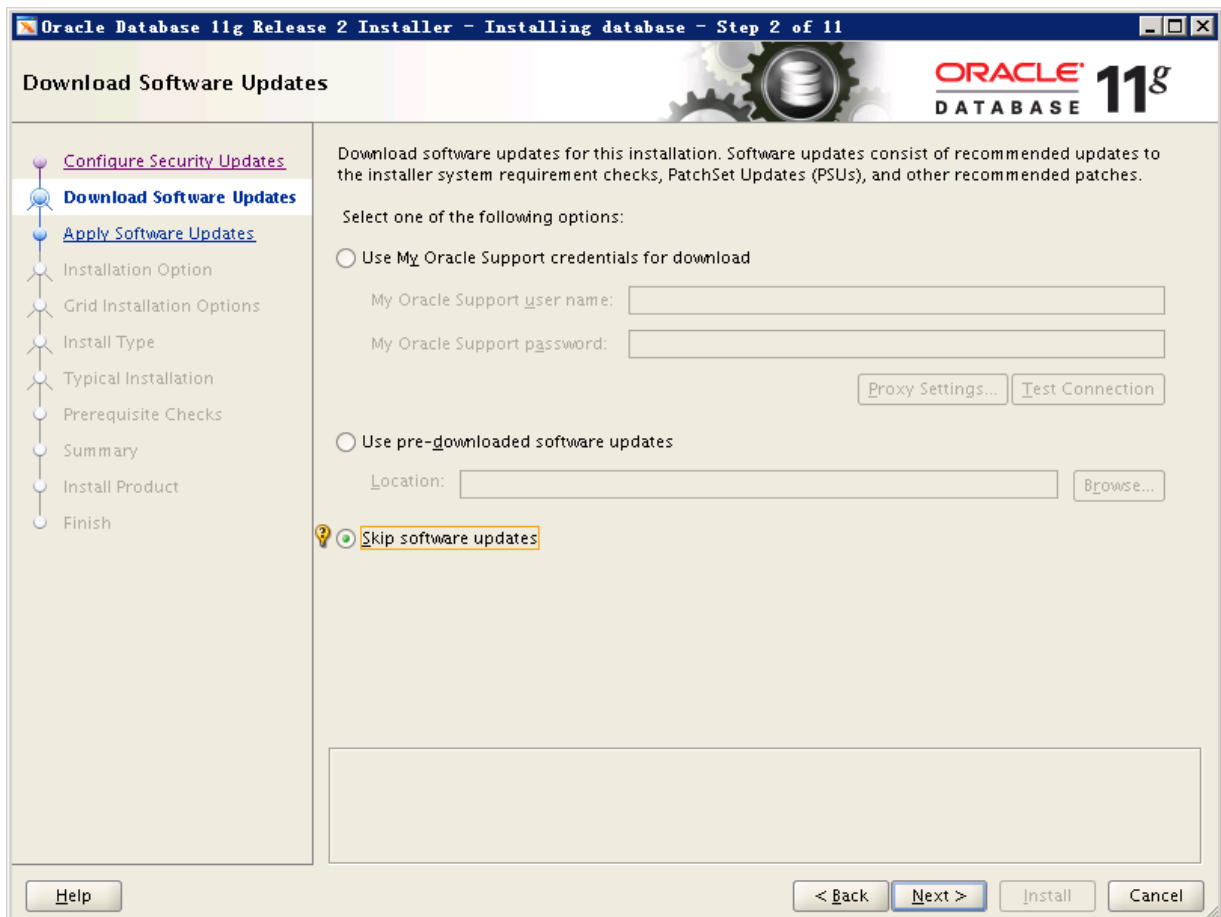 Oracle Database 11g Release 2 Installer - Installing database - Step 2 of 11
Download Software Updates
ORACLE
DATABASE
11g
Configure Security Updates
Download Software Updates
Apply Software Updates
Installation Option
Grid Installation Options
Install Type
Typical Installation
Prerequisite Checks
Summary
Install Product
Finish
Download software updates for this installation. Software updates consist of recommended updates to
the installer system requirement checks, PatchSet Updates (PSUs), and other recommended patches.
Select one of the following options:
Use My Oracle Support credentials for download
My Oracle Support user name:
My Oracle Support password:
Proxy Settings...
Test Connection
Use pre-downloaded software updates
Location:
Browse...
Skip software updates
Help
< Back
Next >
Install
Cancel